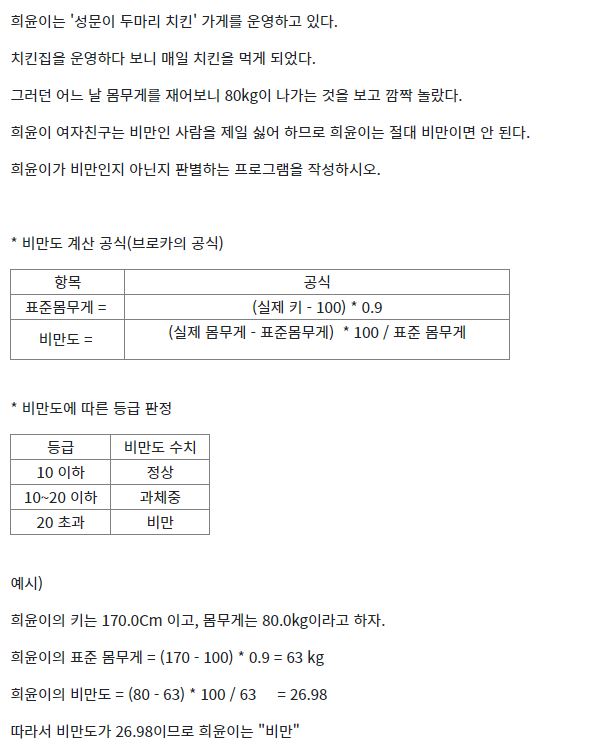 희윤이는 '성문이 두마리 치킨' 가게를 운영하고 있다.
치킨집을 운영하다 보니 매일 치킨을 먹게 되었다.
그러던 어느 날 몸무게를 재어보니 80kg이 나가는 것을 보고 깜짝 놀랐다.
희윤이 여자친구는 비만인 사람을 제일 싫어 하므로 희윤이는 절대 비만이면 안 된다.
희윤이가 비만인지 아닌지 판별하는 프로그램을 작성하시오.
* 비만도 계산 공식(브로카의 공식)
항목 공식
표준몸무게 = (실제 키 - 100) * 0.9
비만도 = (실제 몸무게 - 표준몸무게) * 100 / 표준 몸무게
* 비만도에 따른 등급 판정
등급 비만도 수치
10 이하 정상
10~20 이하 과체중
20 초과 비만
예시)
희윤이의 키는 170.0Cm 이고, 몸무게는 80.0kg이라고 하자.
희윤이의 표준 몸무게 = (170 - 100) * 0.9 = 63 kg
희윤이의 비만도 = (80 - 63) * 100 / 63 = 26.98
따라서 비만도가 26.98이므로 희윤이는 "비만"